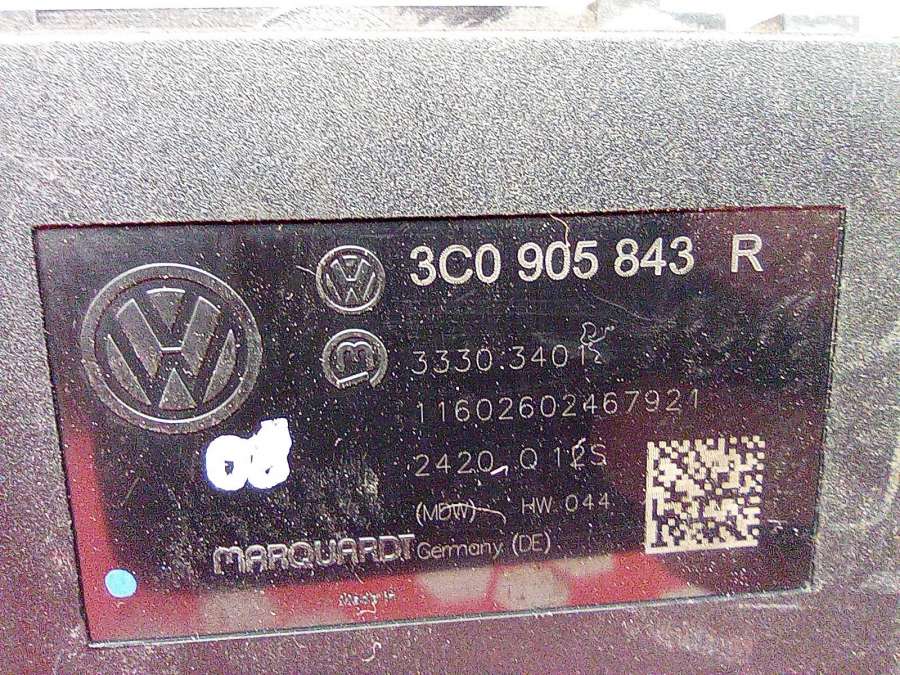 3C0 905 843 R
3330.3401
11602602467921
2420 Q 12S
(MDW) HW 044
MARQUARDT Germany (DE)